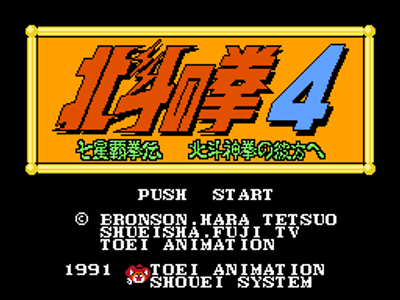 北斗の拳4
七星覇拳伝 北斗神拳の彼方へ
PUSH START
© BRONSON.HARA TETSUO
SHUEISHA.FUJI TV
TOEI ANIMATION
1991 TOEI ANIMATION
SHOUEI SYSTEM